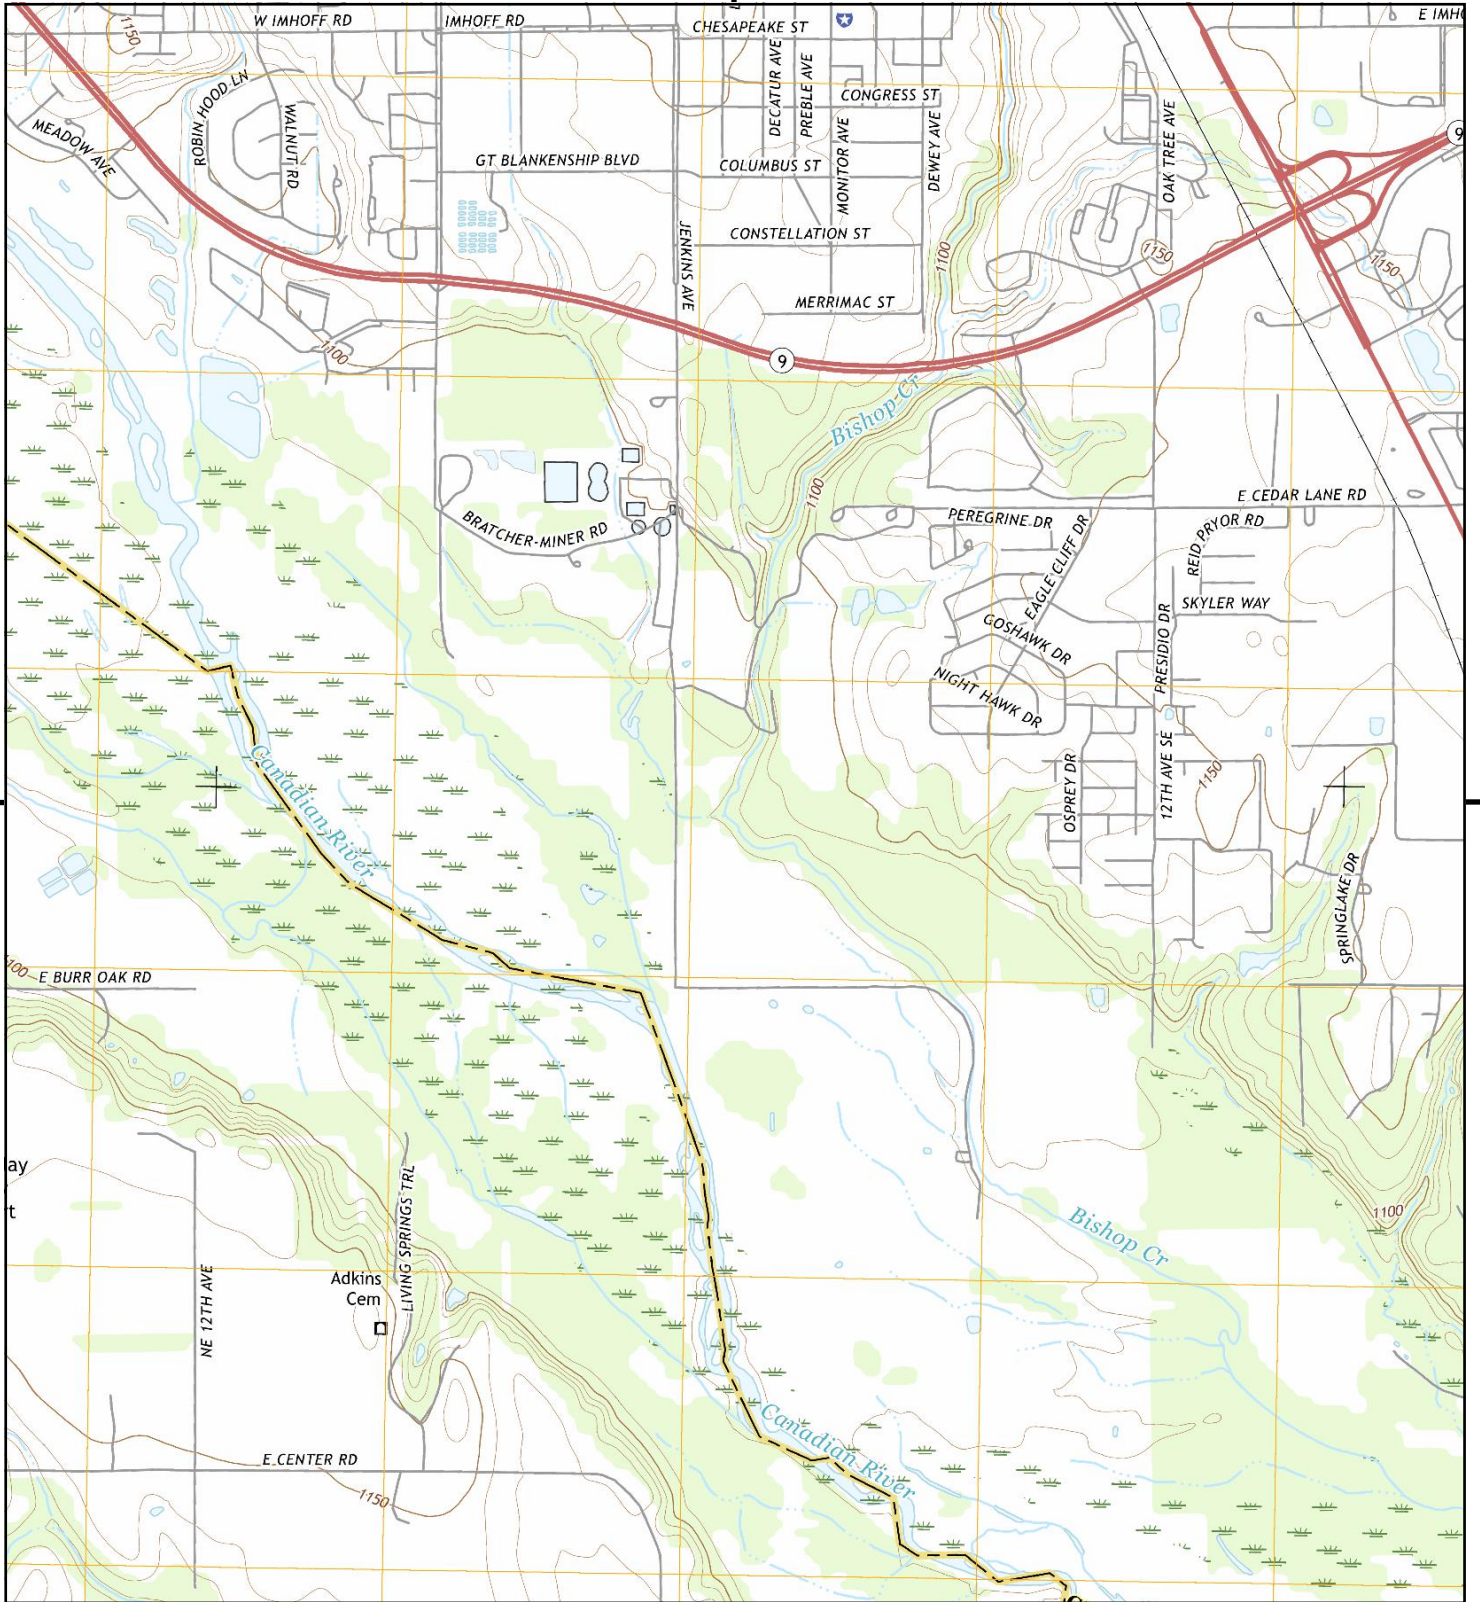 W IMHOFF RD
IMHOFF RD
CHESAPEAKE ST
E IMH
1150
DECATUR AVE
PREBLE AVE
CONGRESS ST
MONITOR AVE
DEWEY AVE
OAK TREE AVE
9
MEADOW AVE
ROBIN HOOD LN
WALNUT RD
GT BLANKENSHIP BLVD
COLUMBUS ST
JENKINS AVE
CONSTELLATION ST
1100
1150
1150
MERRIMAC ST
1100
9
Bishop Cr
1100
E CEDAR LANE RD
BRATCHER-MINER RD
PEREGRINE DR
EAGLE CLIFF DR
REID PRYOR RD
SKYLER WAY
GOSHAWK DR
PRESIDIO DR
NIGHT HAWK DR
Canadian River
OSPREY DR
12TH AVE SE
1150
SPRINGLAKE DR
1100
E BURR OAK RD
ay
t
LIVING SPRINGS TRL
Bishop Cr
1100
NE 12TH AVE
Adkins
Cem
Canadian River
E CENTER RD
1150